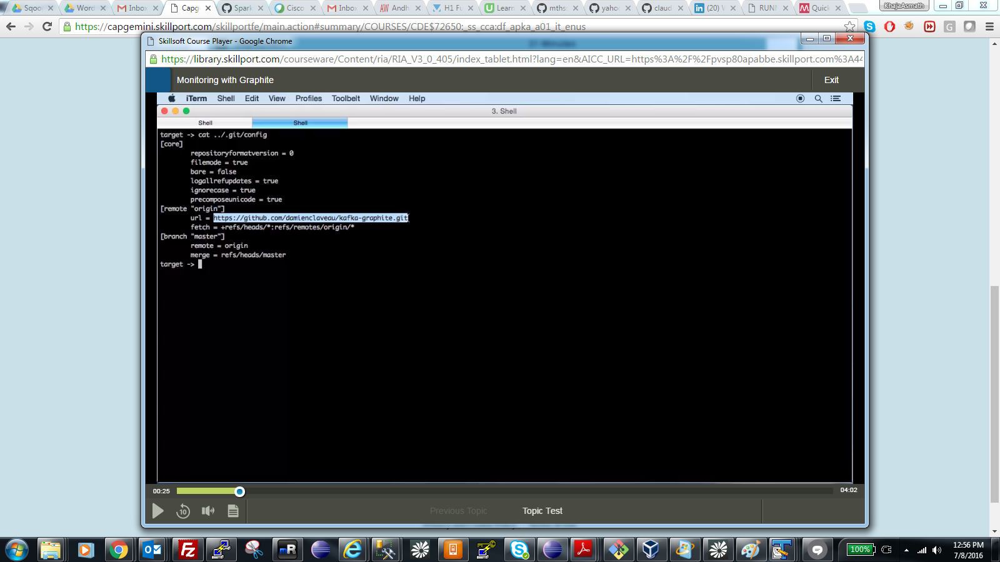 Sqoo
Word
Inbox
Capg
Spark
Cisco
Inbox
Andh
H1 Fu
Learn
mths
yaho
claud
(20) V
RUN
Quick
KhajaAsmath
https://capgemini.skillport.com/skillportfe/main.action#summary/COURSES/CDE$72650:_ss_cca:df_apka_a01_it_enus
Skillsoft Course Player - Google Chrome
https://library.skillport.com/courseware/Content/ria/RIA_V3_0_405/index_tablet.html?lang=en&AICC_URL=https%3A%2F%2Fpvsp80apabbe.skillport.com%3A44
Monitoring with Graphite
Exit
iTerm Shell Edit View Profiles Toolbelt Window Help
3. Shell
Shell
Shell
target -> cat ../.git/config
[core]
repositoryformatversion = 0
filemode = true
bare = false
logallrefupdates = true
ignorecase = true
precomposeunicode = true
[remote "origin"]
url = https://github.com/damienclaveau/kafka-graphite.git
fetch = +refs/heads/*:refs/remotes/origin/*
[branch "master"]
remote = origin
merge = refs/heads/master
target ->
00:25
04:02
10
Previous Topic
Topic Test
100%
12:56 PM
7/8/2016